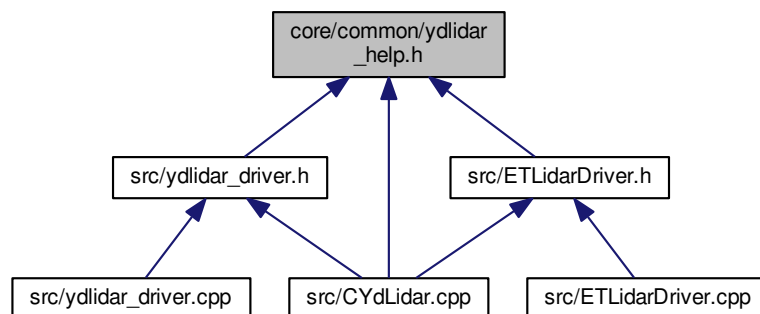 core/common/ydlidar
_help.h
src/ydlidar_driver.h
src/ETLidarDriver.h
src/ydlidar_driver.cpp
src/CYdLidar.cpp
src/ETLidarDriver.cpp